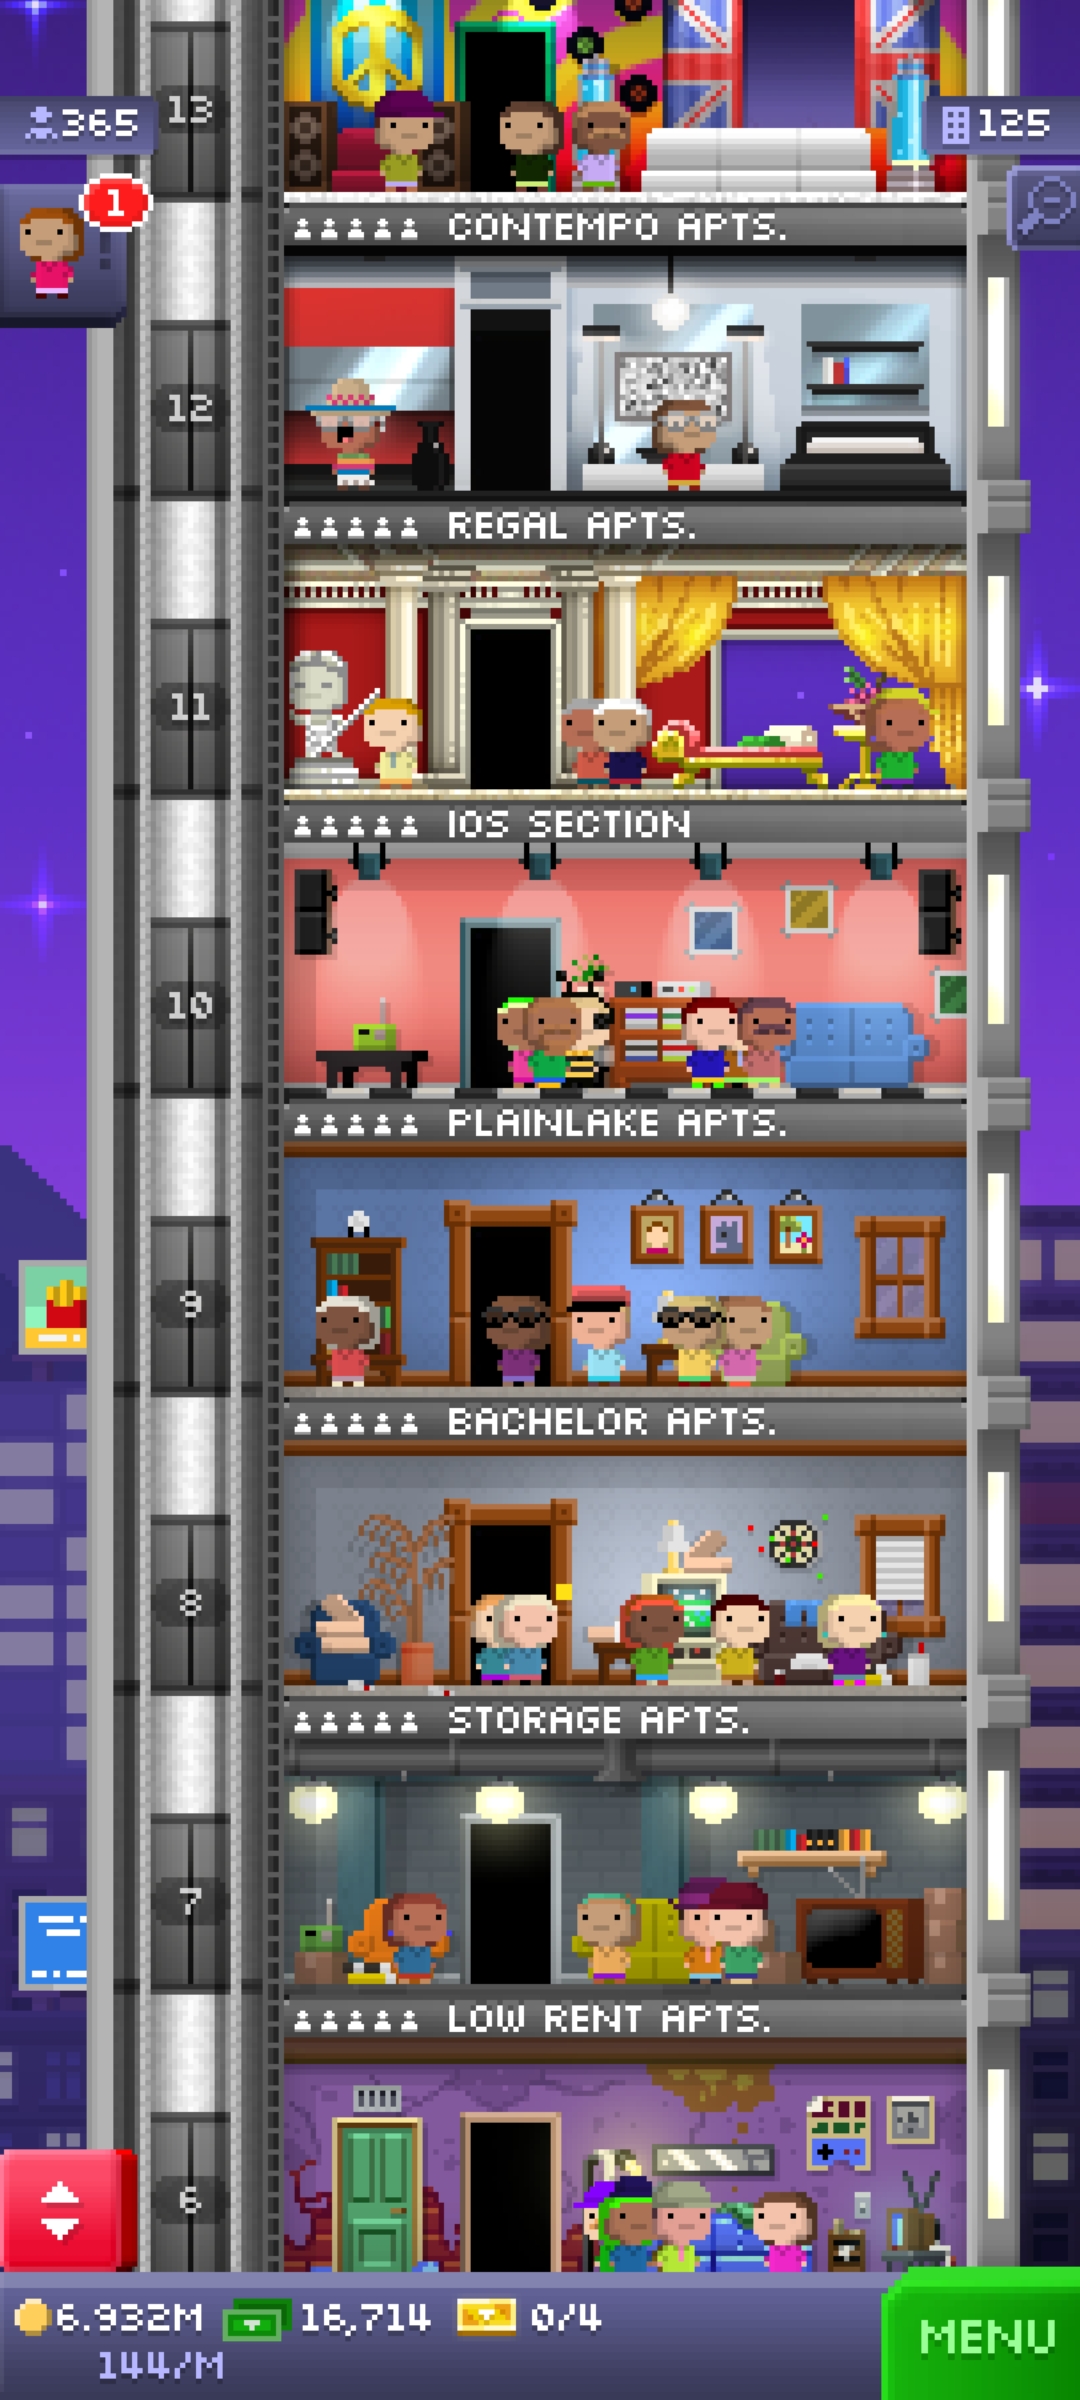 13
365
125
1
CONTEMPO APTS.
12
REGAL APTS.
11
IOS SECTION
10
PLAINLAKE APTS.
9
BACHELOR APTS.
8
STORAGE APTS.
7
LOW RENT APTS.
6
6.932M 16,714 0/4
144/M
MENU